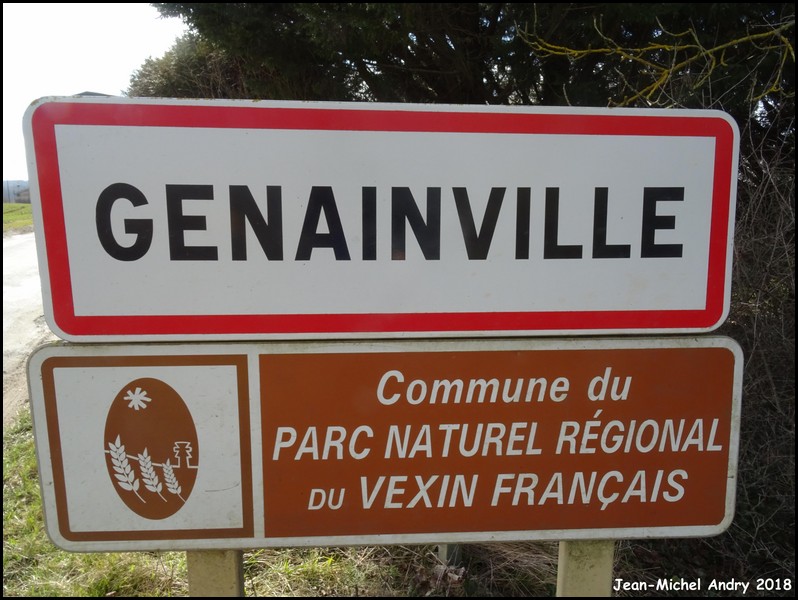 GENAINVILLE
Commune du
PARC NATUREL RÉGIONAL
DU VEXIN FRANÇAIS
Jean-Michel Andry 2018